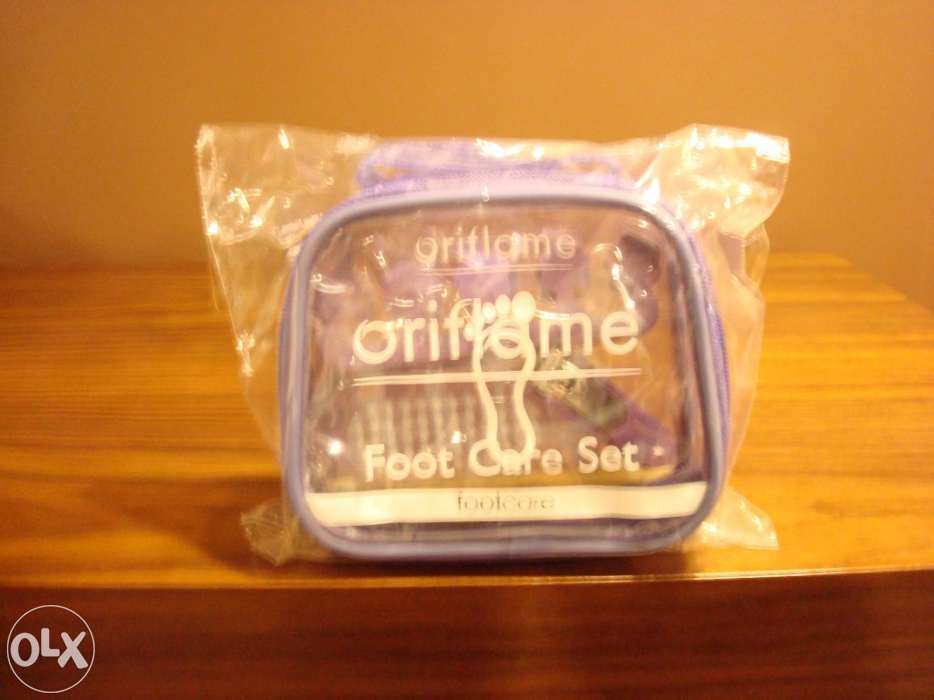 oriflame
oriflame
Foot Care Set
footcare
OLX